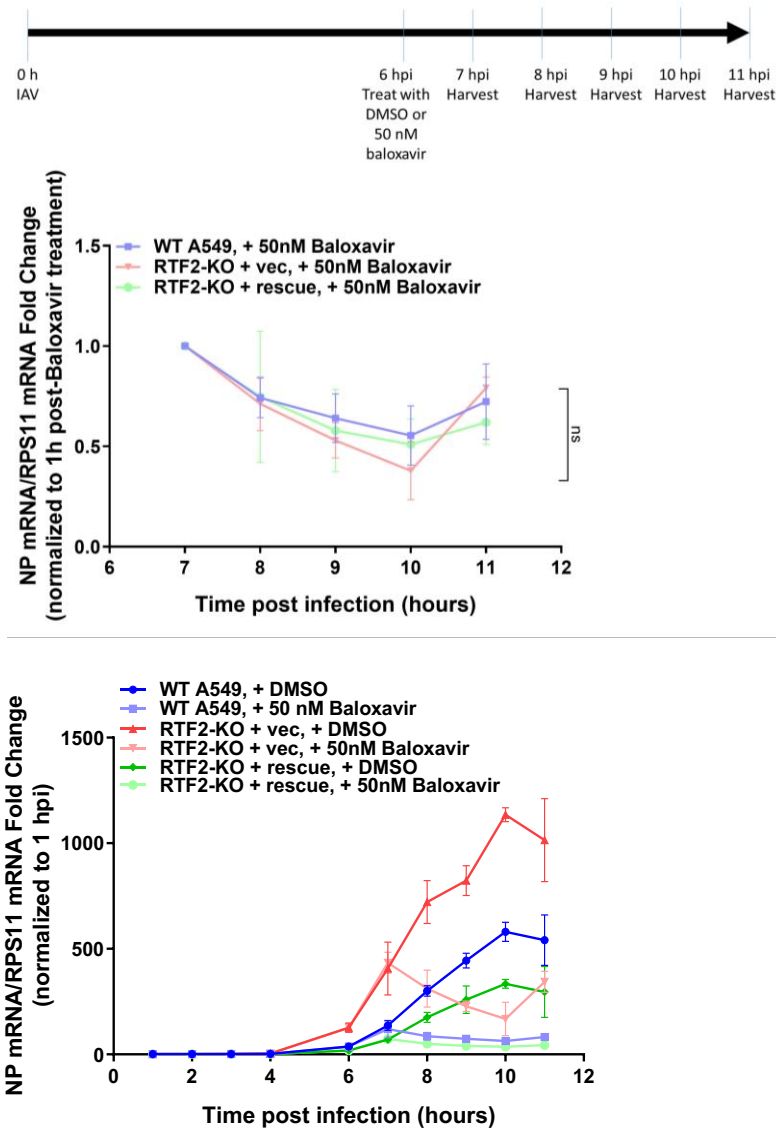 0 h
IAV
6 hpi
Treat with
DMSO or
50 nM
baloxavir
7 hpi
Harvest
8 hpi
Harvest
9 hpi
Harvest
10 hpi
Harvest
11 hpi
Harvest
NP mRNA/RPS11 mRNA Fold Change
(normalized to 1h post-Baloxavir treatment)
WT A549, + 50nM Baloxavir
RTF2-KO + vec, + 50nM Baloxavir
RTF2-KO + rescue, + 50nM Baloxavir
1.5
1.0
0.5
0.0
ns
6 7 8 9 10 11 12
Time post infection (hours)
NP mRNA/RPS11 mRNA Fold Change
(normalized to 1 hpi)
WT A549, + DMSO
WT A549, + 50 nM Baloxavir
RTF2-KO + vec, + DMSO
RTF2-KO + vec, + 50nM Baloxavir
RTF2-KO + rescue, + DMSO
RTF2-KO + rescue, + 50nM Baloxavir
1500
1000
500
0
0 2 4 6 8 10 12
Time post infection (hours)